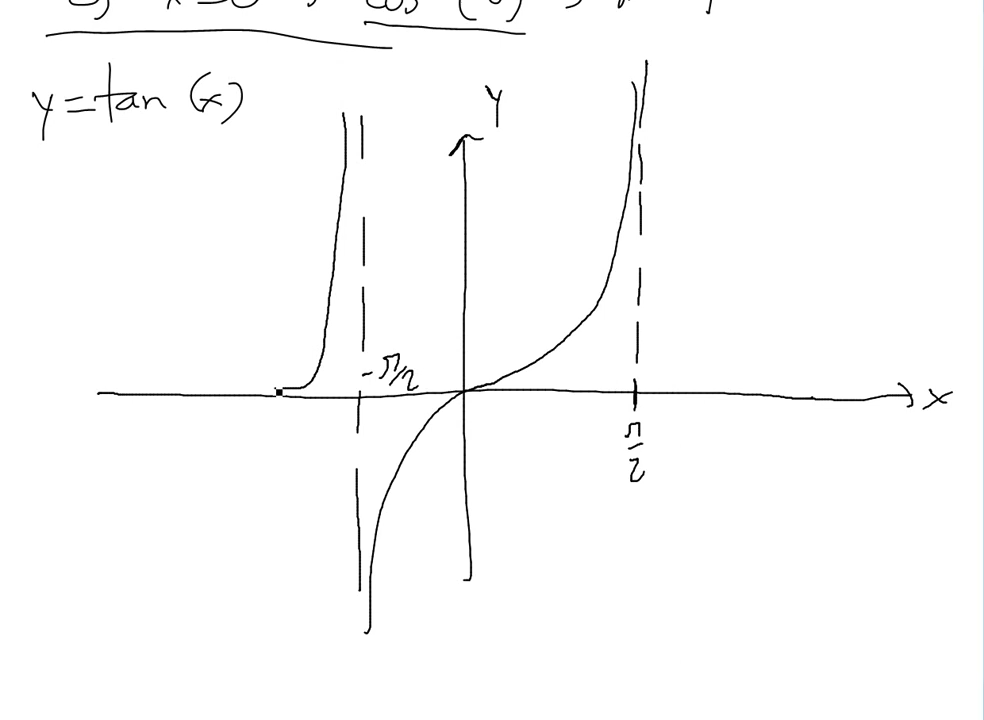 y = tan (x)
y
-π/2
x
π/2